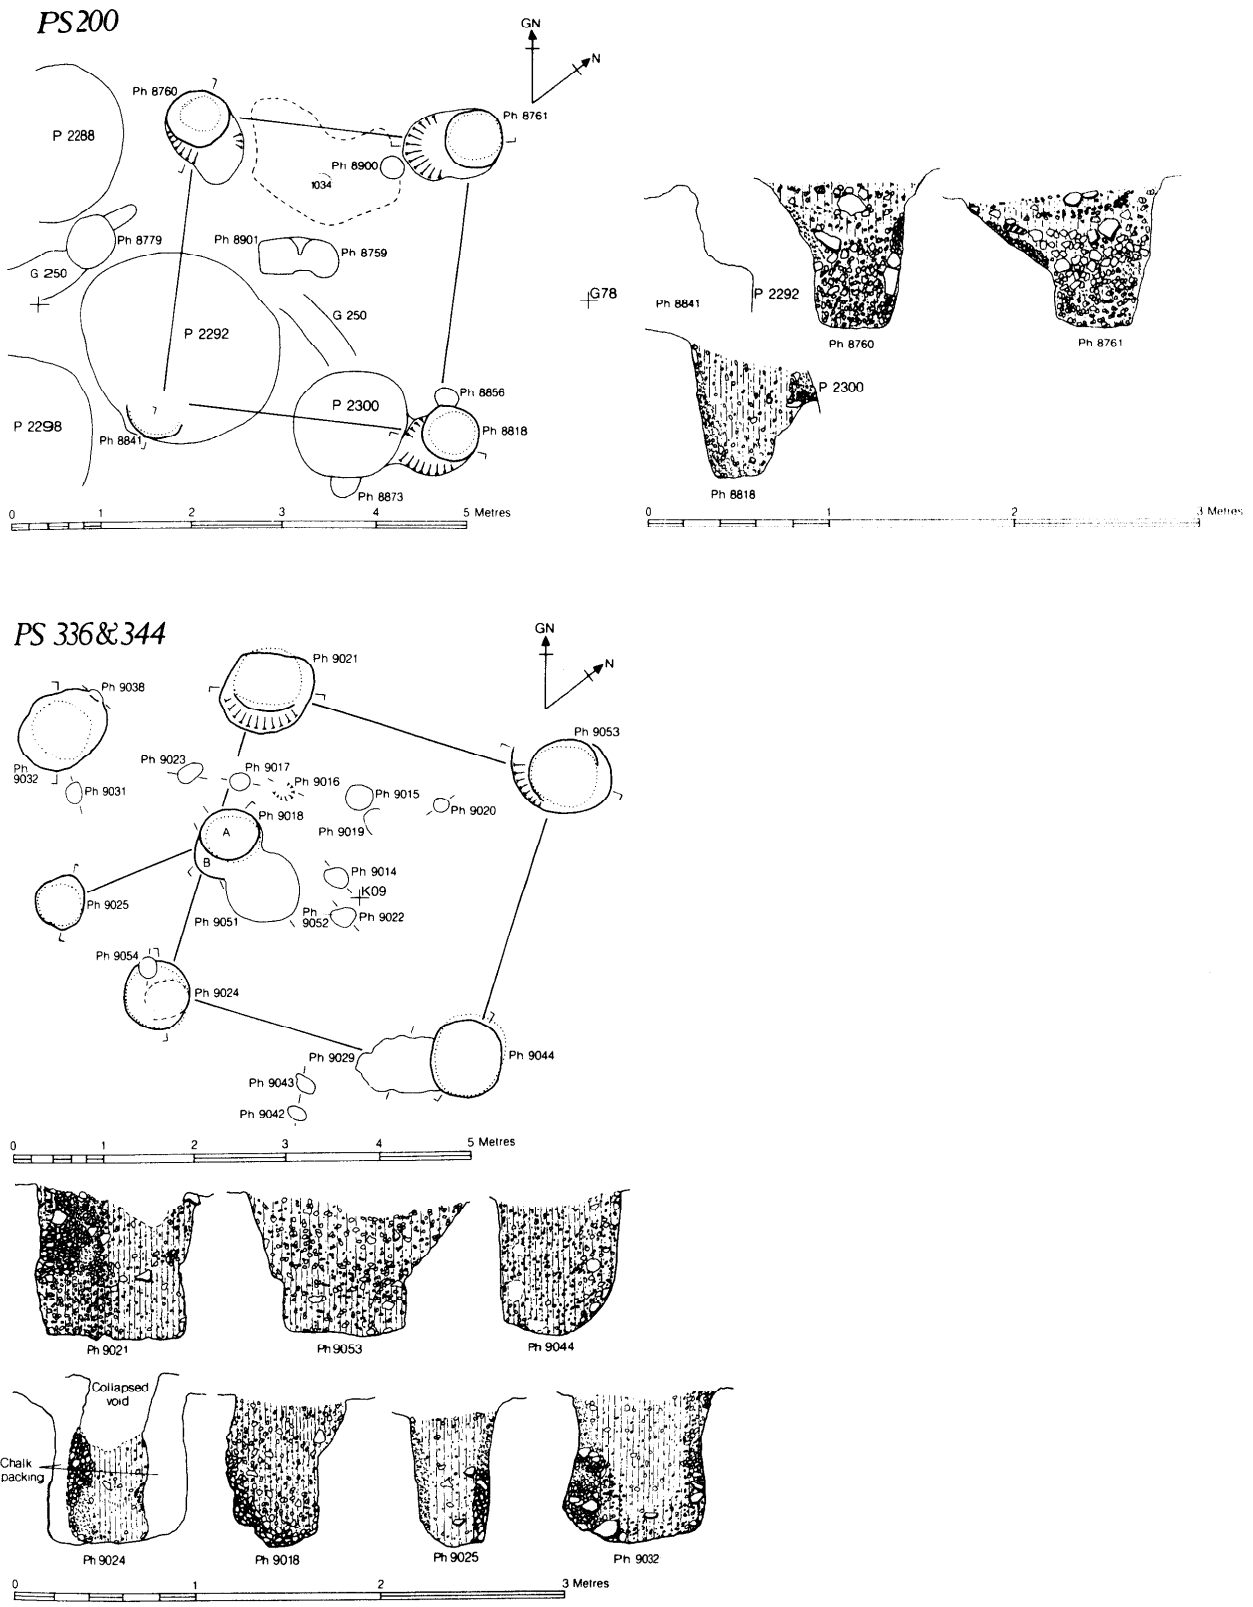 PS 200
GN
N
Ph 8760
Ph 8761
P 2288
Ph 8900
1034
Ph 8779
Ph 8901
Ph 8759
G 250
P 2292
G 250
P 2300
Ph 8856
P 2298
Ph 8841
Ph 8818
Ph 8873
0 1 2 3 4 5 Metres
G78
Ph 8841
P 2292
Ph 8760
Ph 8761
P 2300
Ph 8818
0 1 2 3 Metres
PS 336 & 344
GN
N
Ph 9021
Ph 9038
Ph 9053
Ph 9032
Ph 9023
Ph 9017
Ph 9016
Ph 9031
Ph 9015
Ph 9020
Ph 9018
Ph 9019
A
B
Ph 9014
K09
Ph 9025
Ph 9051
Ph 9052
Ph 9022
Ph 9054
Ph 9024
Ph 9029
Ph 9044
Ph 9043
Ph 9042
0 1 2 3 4 5 Metres
Ph 9021
Ph 9053
Ph 9044
Collapsed
void
Chalk
packing
Ph 9024
Ph 9018
Ph 9025
Ph 9032
0 1 2 3 Metres